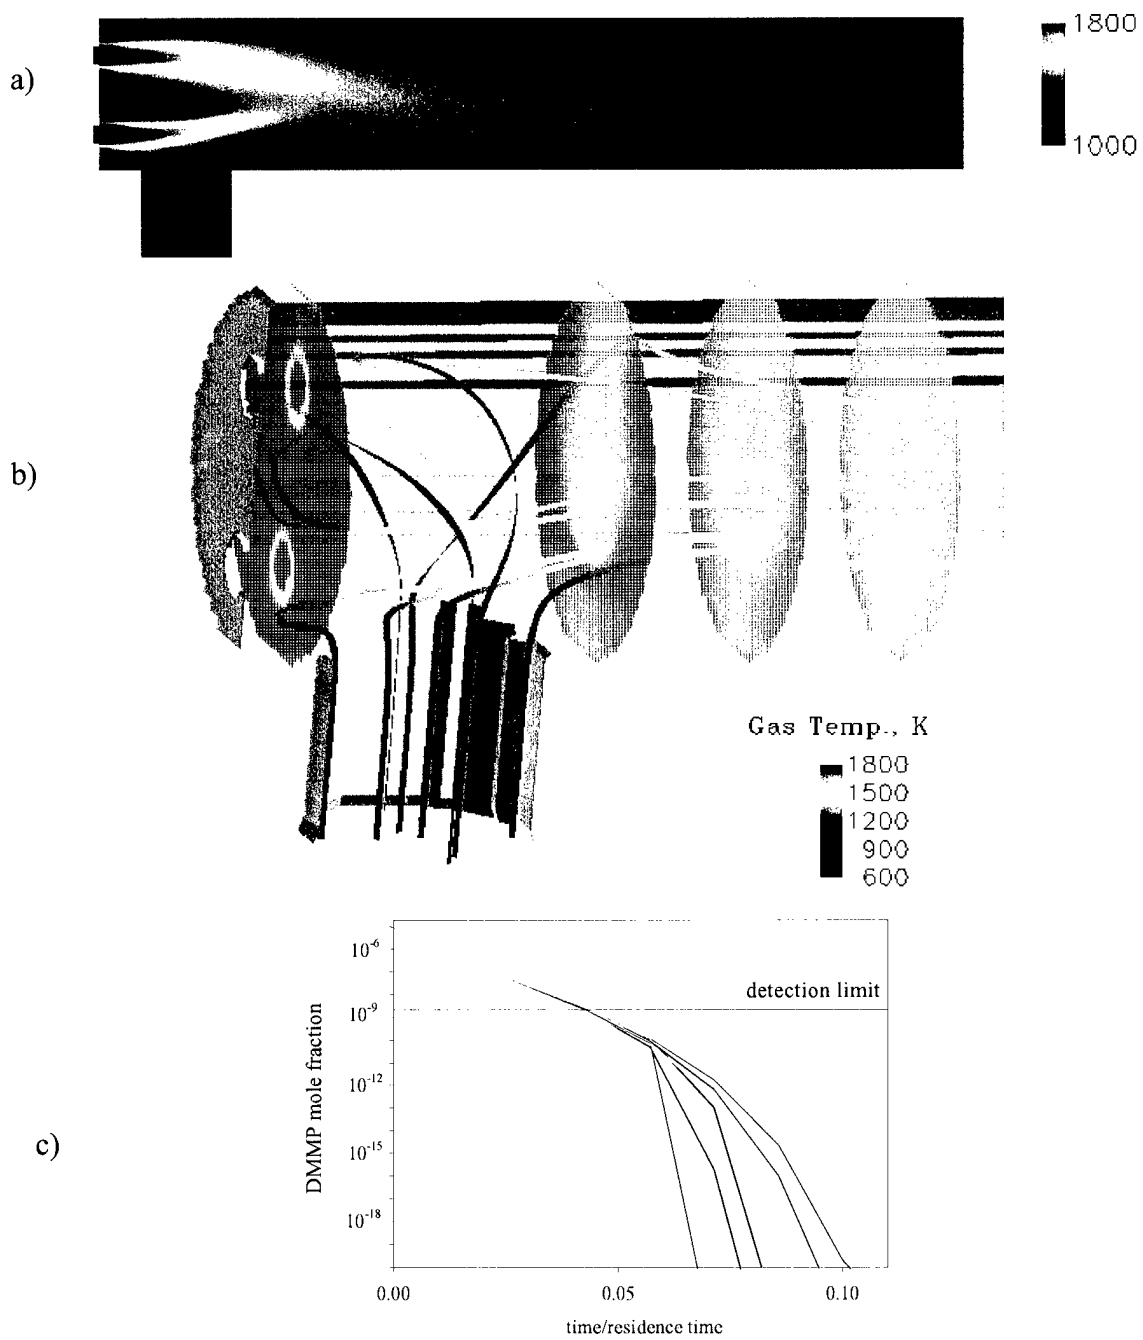 a)
1800
1000
b)
Gas Temp., K
1800
1500
1200
900
600
c)
DMMP mole fraction
10⁻⁶
10⁻⁹
10⁻¹²
10⁻¹⁵
10⁻¹⁸
detection limit
0.00 0.05 0.10
time/residence time